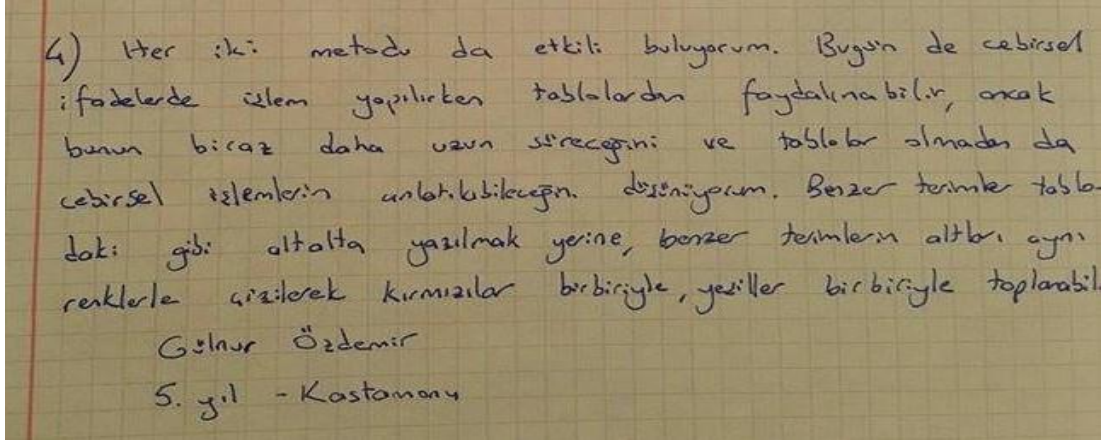 4) Her iki metodu da etkili buluyorum. Bugün de cebirsel
ifadelerde işlem yapılırken tablolardan faydalınabilir, ancak
bunun biraz daha uzun süreceğini ve tablolar olmadan da
cebirsel işlemlerin anlatılabileceğini düşünüyorum. Benzer terimler tablo-
daki gibi altalta yazılmak yerine, benzer terimlerin altları aynı
renklerle çizilerek kırmızılar birbiriyle, yeşiller birbiriyle toplanabil.
Gülnur Özdemir
5. yıl - Kastamonu